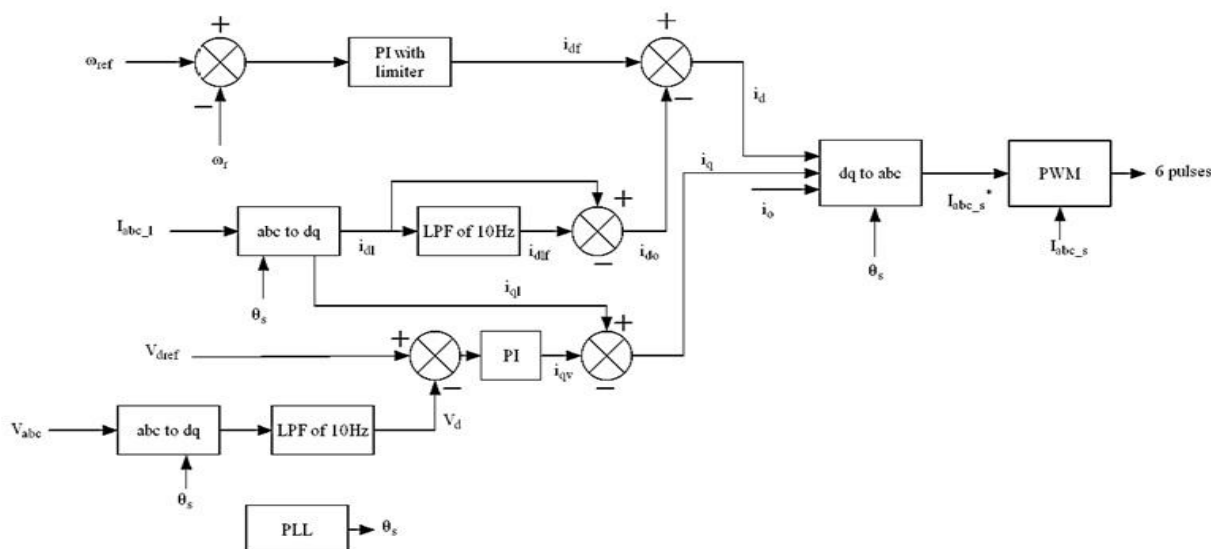 +
ω_ref
PI with
limiter
i_df
+
−
−
ω_r
i_d
i_q
dq to abc
PWM
6 pulses
I_abc_s*
i_o
I_abc_s
θ_s
I_abc_l
abc to dq
i_dl
LPF of 10Hz
i_dlf
+
−
i_do
θ_s
i_ql
V_dref
+
−
PI
i_qv
+
−
V_abc
abc to dq
LPF of 10Hz
V_d
θ_s
PLL
θ_s